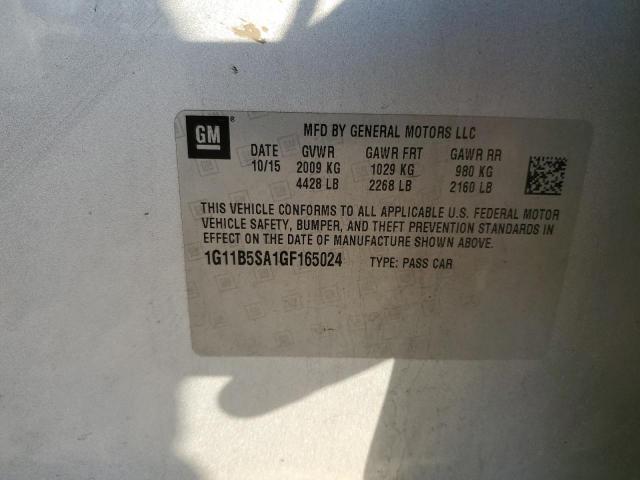 GM® MFD BY GENERAL MOTORS LLC
DATE GVWR GAWR FRT GAWR RR
10/15 2009 KG 1029 KG 980 KG
4428 LB 2268 LB 2160 LB
THIS VEHICLE CONFORMS TO ALL APPLICABLE U.S. FEDERAL MOTOR
VEHICLE SAFETY, BUMPER, AND THEFT PREVENTION STANDARDS IN
EFFECT ON THE DATE OF MANUFACTURE SHOWN ABOVE.
1G11B5SA1GF165024 TYPE: PASS CAR